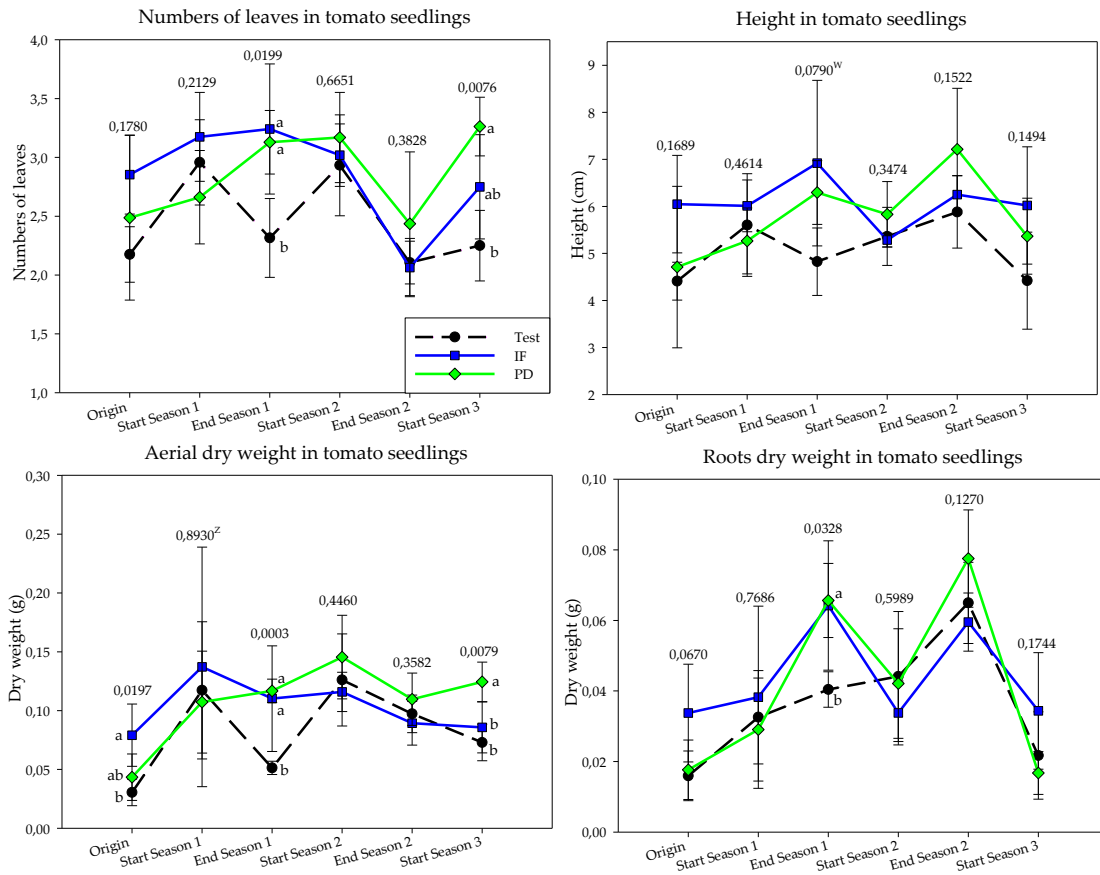 Numbers of leaves in tomato seedlings
4,0
3,5
3,0
2,5
2,0
1,5
1,0
Numbers of leaves
0,1780
0,2129
0,0199
0,6651
0,3828
0,0076
a
a
b
a
ab
b
Test
IF
PD
Origin
Start Season 1
End Season 1
Start Season 2
End Season 2
Start Season 3
Height in tomato seedlings
9
8
7
6
5
4
3
2
Height (cm)
0,1689
0,4614
0,0790W
0,3474
0,1522
0,1494
Origin
Start Season 1
End Season 1
Start Season 2
End Season 2
Start Season 3
Aerial dry weight in tomato seedlings
0,30
0,25
0,20
0,15
0,10
0,05
0,00
Dry weight (g)
0,0197
0,8930Z
0,0003
0,4460
0,3582
0,0079
a
ab
b
a
a
b
a
b
b
Origin
Start Season 1
End Season 1
Start Season 2
End Season 2
Start Season 3
Roots dry weight in tomato seedlings
0,10
0,08
0,06
0,04
0,02
0,00
Dry weight (g)
0,0670
0,7686
0,0328
0,5989
0,1270
0,1744
a
b
Origin
Start Season 1
End Season 1
Start Season 2
End Season 2
Start Season 3